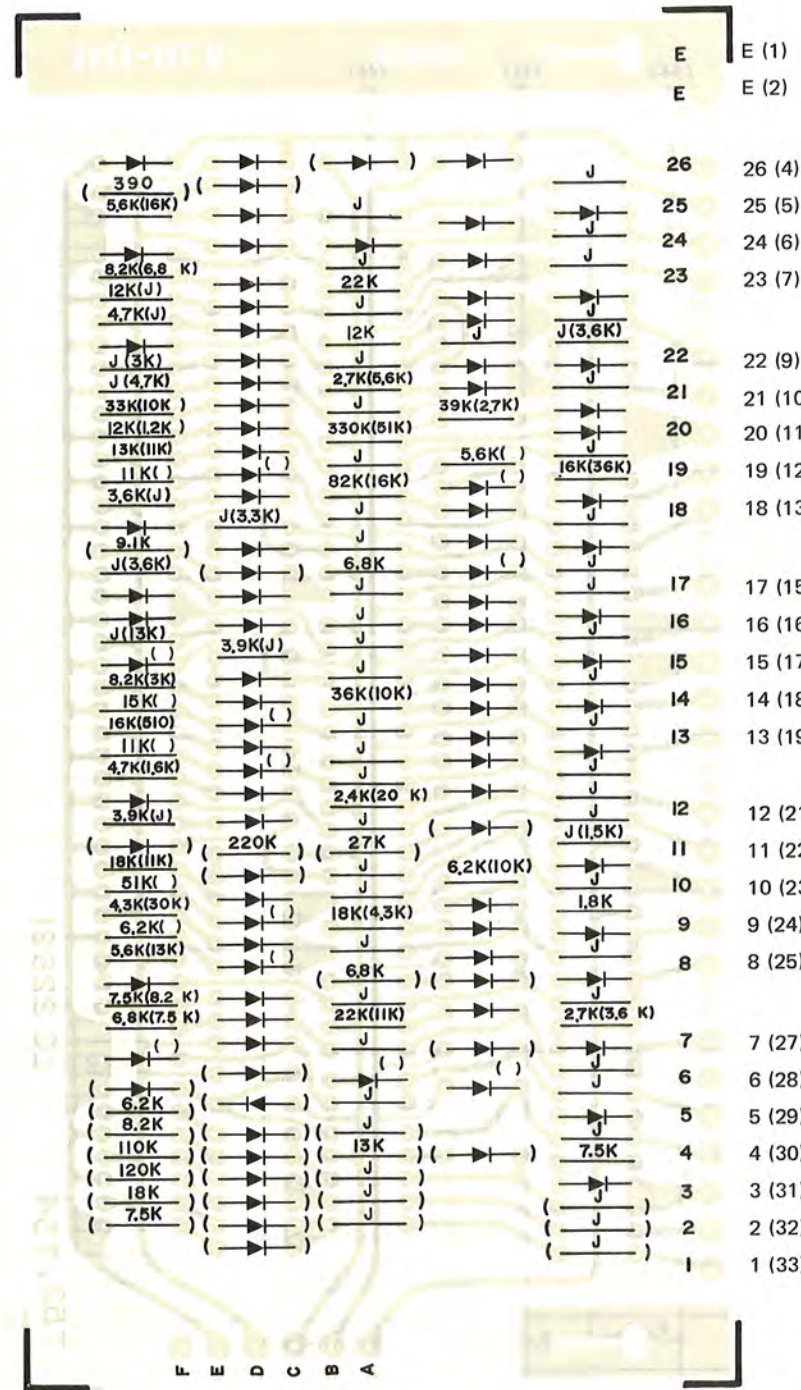 390
5.6K(16K)
8.2K(6.8 K)
12K(J)
4.7K(J)
J(3K)
J(4.7K)
33K(10K )
12K(1.2K )
13K(11K)
11K( )
3.6K(J)
9.1K
J(3.6K)
J(13K)
( )
8.2K(3K)
15K( )
16K(510)
11K( )
4.7K(1.6K)
3.9K(J)
18K(11K)
51K( )
4.3K(30K)
6.2K( )
5.6K(13K)
7.5K(8.2 K)
6.8K(7.5 K)
( )
6.2K
8.2K
110K
120K
18K
7.5K
( )
J(3.3K)
3.9K(J)
( )
( )
220K
( )
( )
J
J
22K
12K
J
2.7K(5.6K)
J
330K(51K)
J
82K(16K)
J
J
6.8K
J
J
J
J
36K(10K)
J
J
J
2.4K(20 K)
J
27K
J
J
18K(4.3K)
J
6.8K
J
22K(11K)
J
( )
J
J
13K
J
J
J
J
39K(2.7K)
5.6K( )
( )
( )
6.2K(10K)
( )
J
J
J
J
J(3.6K)
J
J
16K(36K)
J
J
J
J
J
J
J
J
J
J(1.5K)
J
1.8K
J
J
2.7K(3.6 K)
J
J
J
7.5K
J
J
J
E E (1)
E E (2)
26 26 (4)
25 25 (5)
24 24 (6)
23 23 (7)
22 22 (9)
21 21 (10
20 20 (11
19 19 (12
18 18 (13
17 17 (15
16 16 (16
15 15 (17
14 14 (18
13 13 (19
12 12 (21
11 11 (22
10 10 (23
9 9 (24)
8 8 (25)
7 7 (27)
6 6 (28)
5 5 (29)
4 4 (30)
3 3 (31)
2 2 (32)
1 1 (33)
F E D C B A